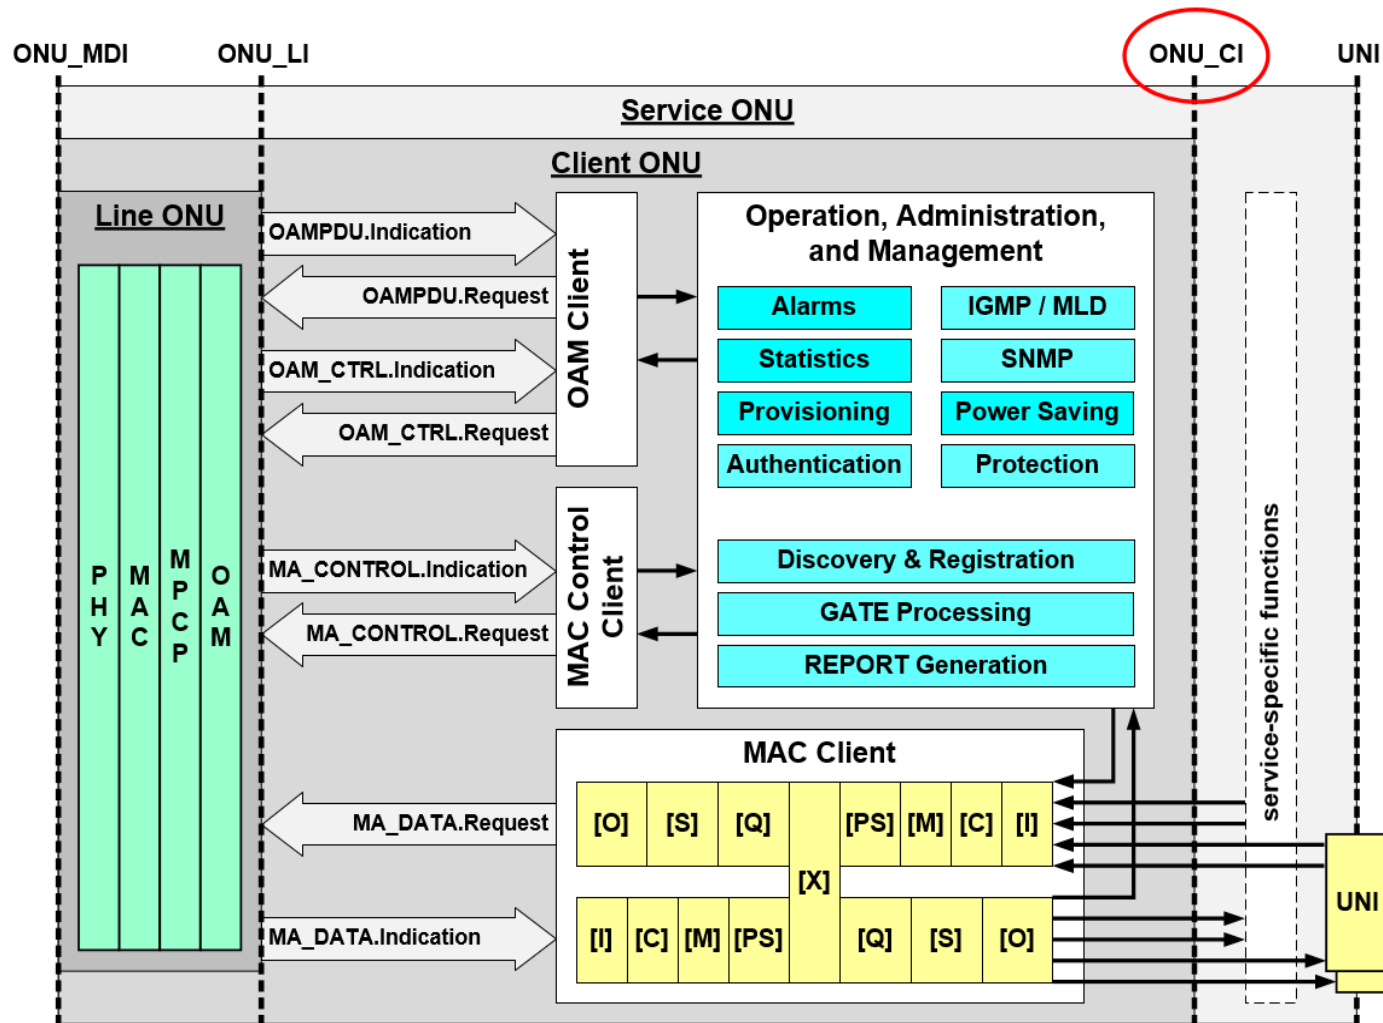 ONU_MDI
ONU_LI
ONU_CI
UNI
Service ONU
Client ONU
Line ONU
PHY
MAC
MPCP
OAM
OAMPDU.Indication
OAMPDU.Request
OAM_CTRL.Indication
OAM_CTRL.Request
OAM Client
Operation, Administration,
and Management
Alarms
IGMP / MLD
Statistics
SNMP
Provisioning
Power Saving
Authentication
Protection
MA_CONTROL.Indication
MA_CONTROL.Request
MAC Control
Client
Discovery & Registration
GATE Processing
REPORT Generation
service-specific functions
MAC Client
MA_DATA.Request
[O] [S] [Q] [PS] [M] [C] [I]
[X]
MA_DATA.Indication
[I] [C] [M] [PS] [Q] [S] [O]
UNI